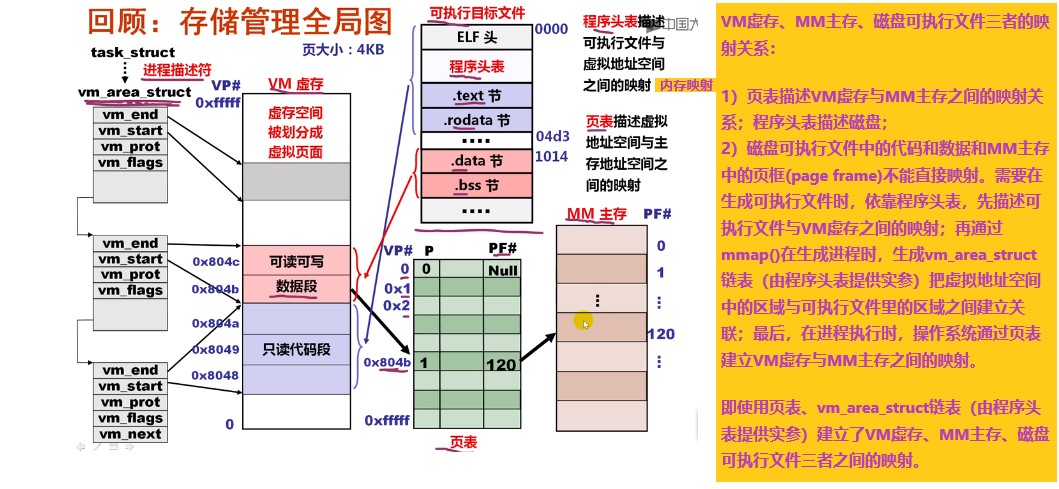 回顾：存储管理全局图
task_struct
进程描述符
vm_area_struct
vm_end
vm_start
vm_prot
vm_flags
vm_end
vm_start
vm_prot
vm_flags
vm_end
vm_start
vm_prot
vm_flags
vm_next
页大小：4KB
VP#
VM 虚存
0xfffff
虚存空间
被划分成
虚拟页面
0x804c
可读可写
0x804b
数据段
0x804a
0x8049
只读代码段
0x8048
0
可执行目标文件
ELF 头
0000
程序头表
.text 节
.rodata 节
04d3
1014
.data 节
.bss 节
程序头表描述
可执行文件与
虚拟地址空间
之间的映射
内存映射
中国大
页表描述虚拟
地址空间与主
存地址空间之
间的映射
VP#
P
PF#
0
0
Null
0x1
0x2
0x804b
1
120
0xfffff
页表
MM 主存
PF#
0
1
120
VM虚存、MM主存、磁盘可执行文件三者的映
射关系：
1）页表描述VM虚存与MM主存之间的映射关
系；程序头表描述磁盘；
2）磁盘可执行文件中的代码和数据和MM主存
中的页框(page frame)不能直接映射。需要在
生成可执行文件时，依靠程序头表，先描述可
执行文件与VM虚存之间的映射；再通过
mmap()在生成进程时，生成vm_area_struct
链表（由程序头表提供实参）把虚拟地址空间
中的区域与可执行文件里的区域之间建立关
联；最后，在进程执行时，操作系统通过页表
建立VM虚存与MM主存之间的映射。
即使用页表、vm_area_struct链表（由程序头
表提供实参）建立了VM虚存、MM主存、磁盘
可执行文件三者之间的映射。